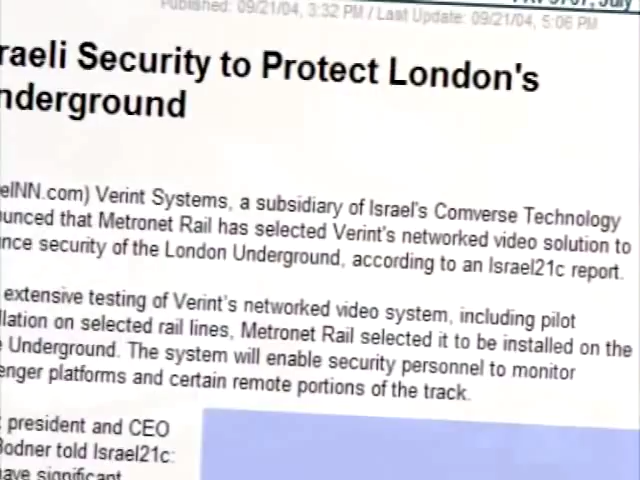 Published: 09/21/04, 3:32 PM / Last Update: 09/21/04, 5:06 PM
raeli Security to Protect London's
nderground
elNN.com) Verint Systems, a subsidiary of Israel's Comverse Technology
unced that Metronet Rail has selected Verint's networked video solution to
nce security of the London Underground, according to an Israel21c report.
extensive testing of Verint's networked video system, including pilot
llation on selected rail lines, Metronet Rail selected it to be installed on the
Underground. The system will enable security personnel to monitor
enger platforms and certain remote portions of the track.
president and CEO
Bodner told Israel21c:
have significant